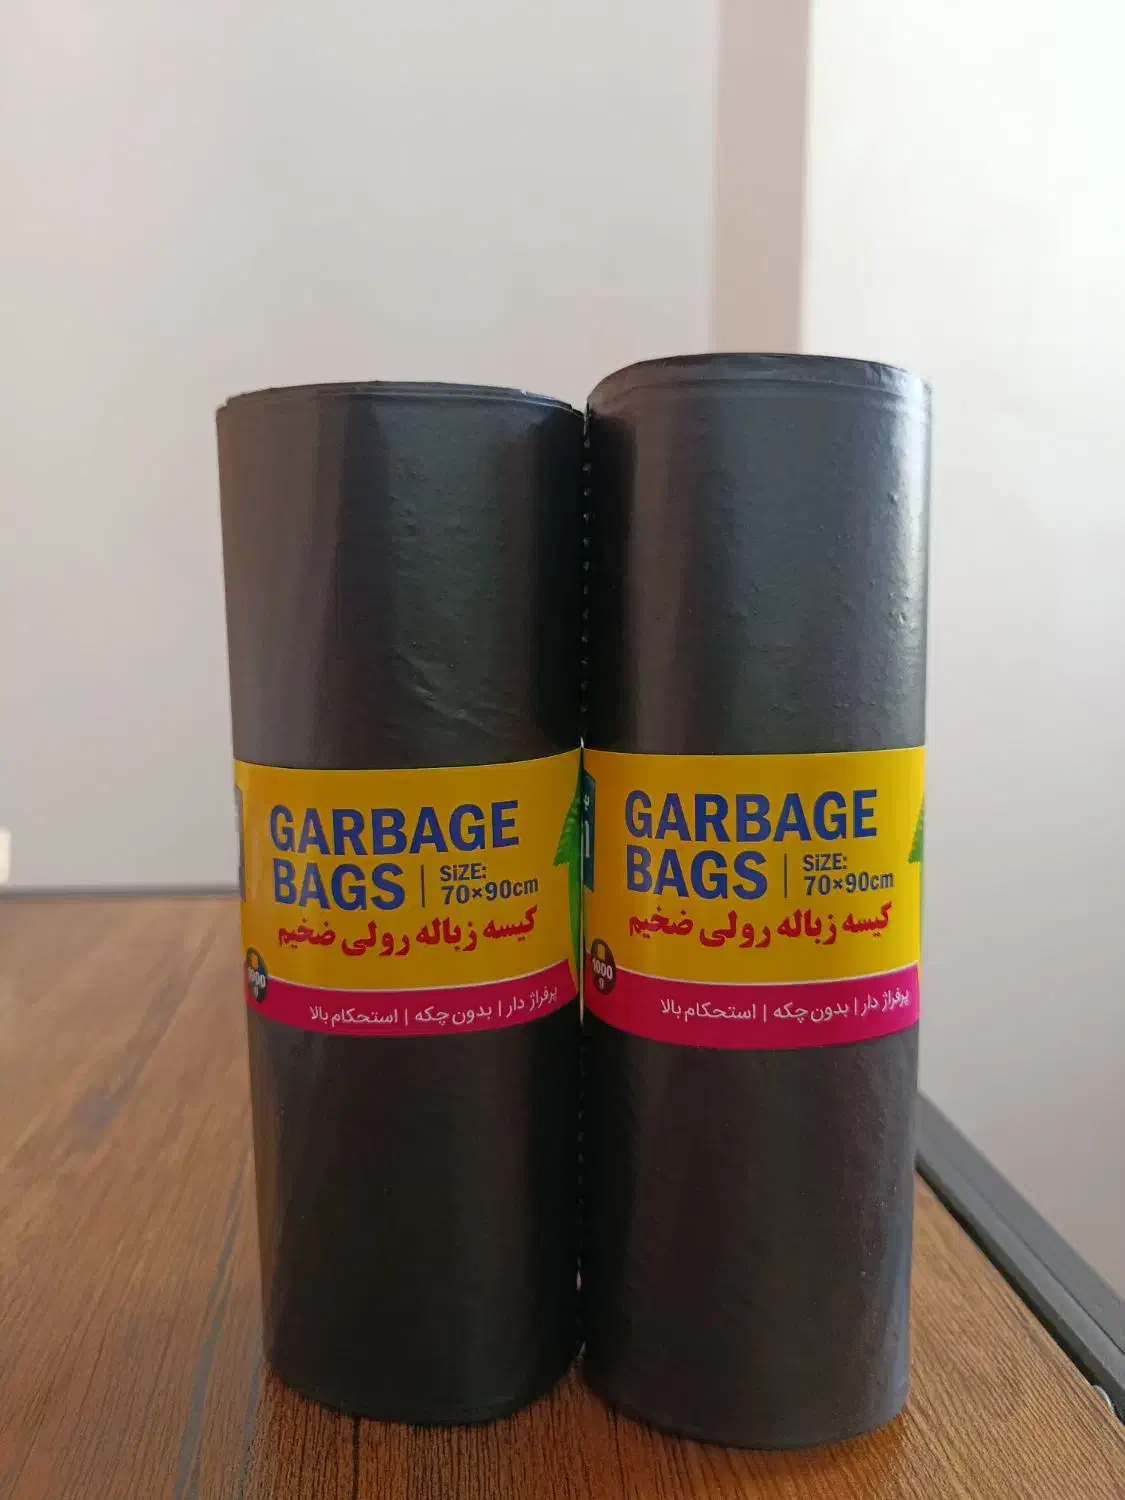 GARBAGE
BAGS | SiZE:
70×90cm
کیسه زباله رولی ضخیم
1000
g
پرفراژ دار | بدون چکه | استحکام بالا
GARBAGE
BAGS | SiZE:
70×90cm
کیسه زباله رولی ضخیم
1000
g
پرفراژ دار | بدون چکه | استحکام بالا